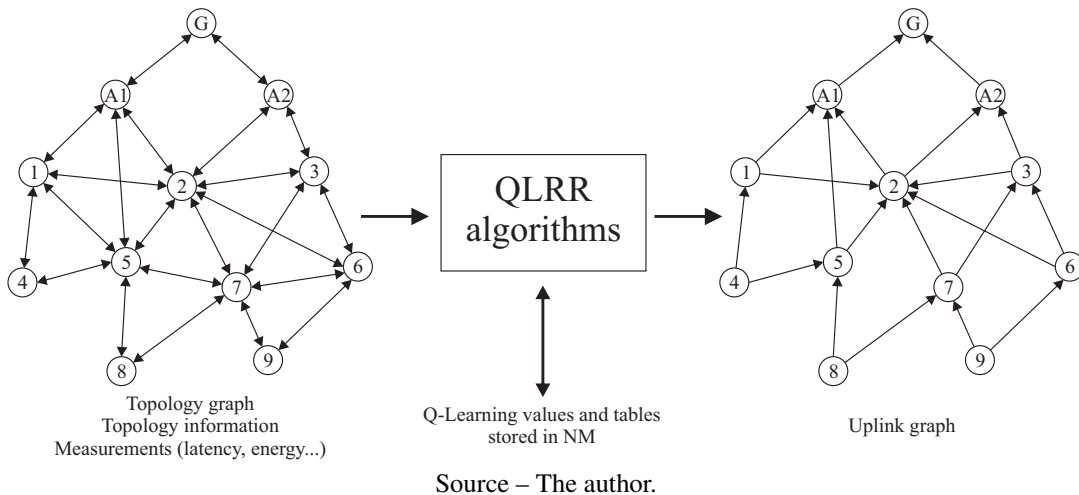 G
A1
A2
1
2
3
4
5
6
7
8
9
Topology graph
Topology information
Measurements (latency, energy...)
QLRR
algorithms
Q-Learning values and tables
stored in NM
G
A1
A2
1
2
3
4
5
6
7
8
9
Uplink graph
Source – The author.